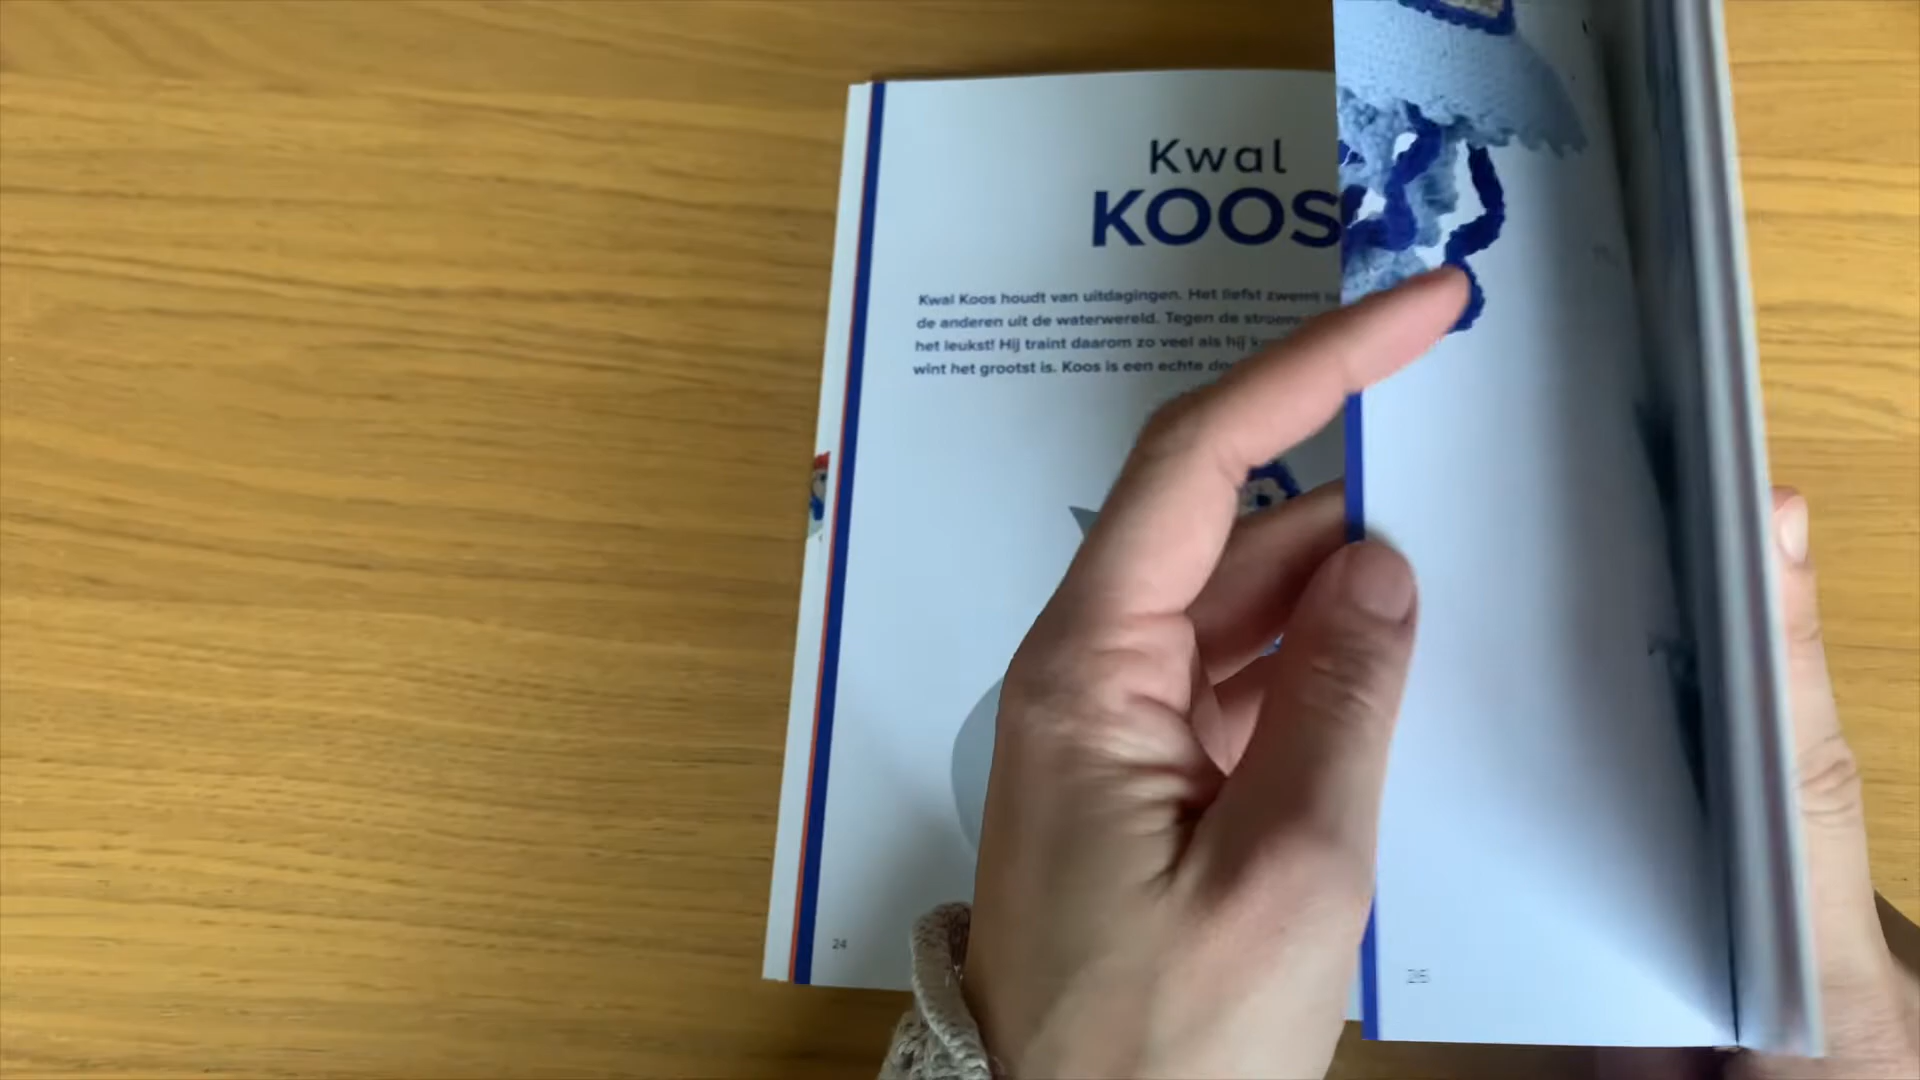 Kwal
KOOS
Kwal Koos houdt van uitdagingen. Het liefst zwemt
de anderen uit de waterwereld. Tegen de stroom
het leukst! Hij traint daarom zo veel als hij
wint het grootst is. Koos is een echte
24
26